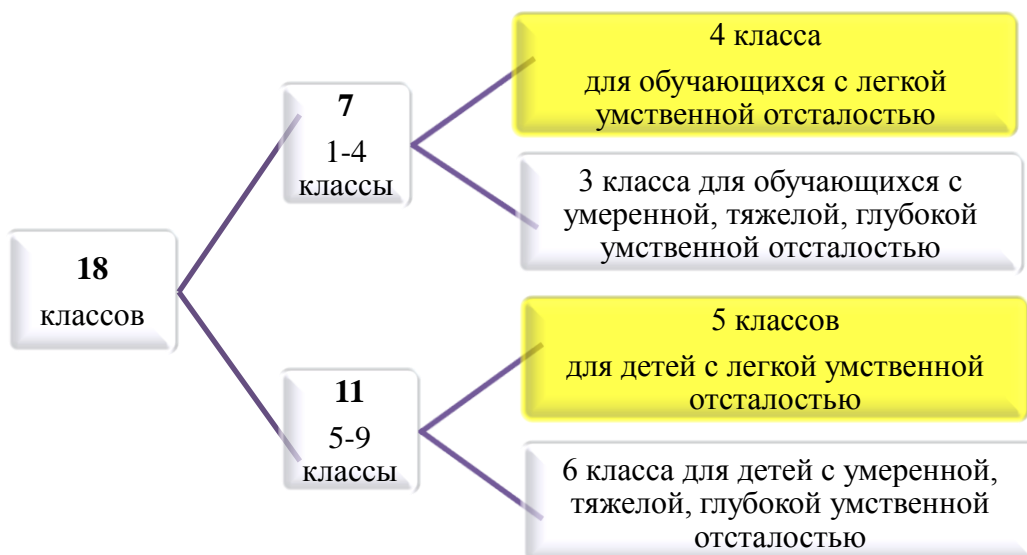 18
классов
7
1-4
классы
4 класса
для обучающихся с легкой
умственной отсталостью
3 класса для обучающихся с
умеренной, тяжелой, глубокой
умственной отсталостью
11
5-9
классы
5 классов
для детей с легкой умственной
отсталостью
6 класса для детей с умеренной,
тяжелой, глубокой умственной
отсталостью